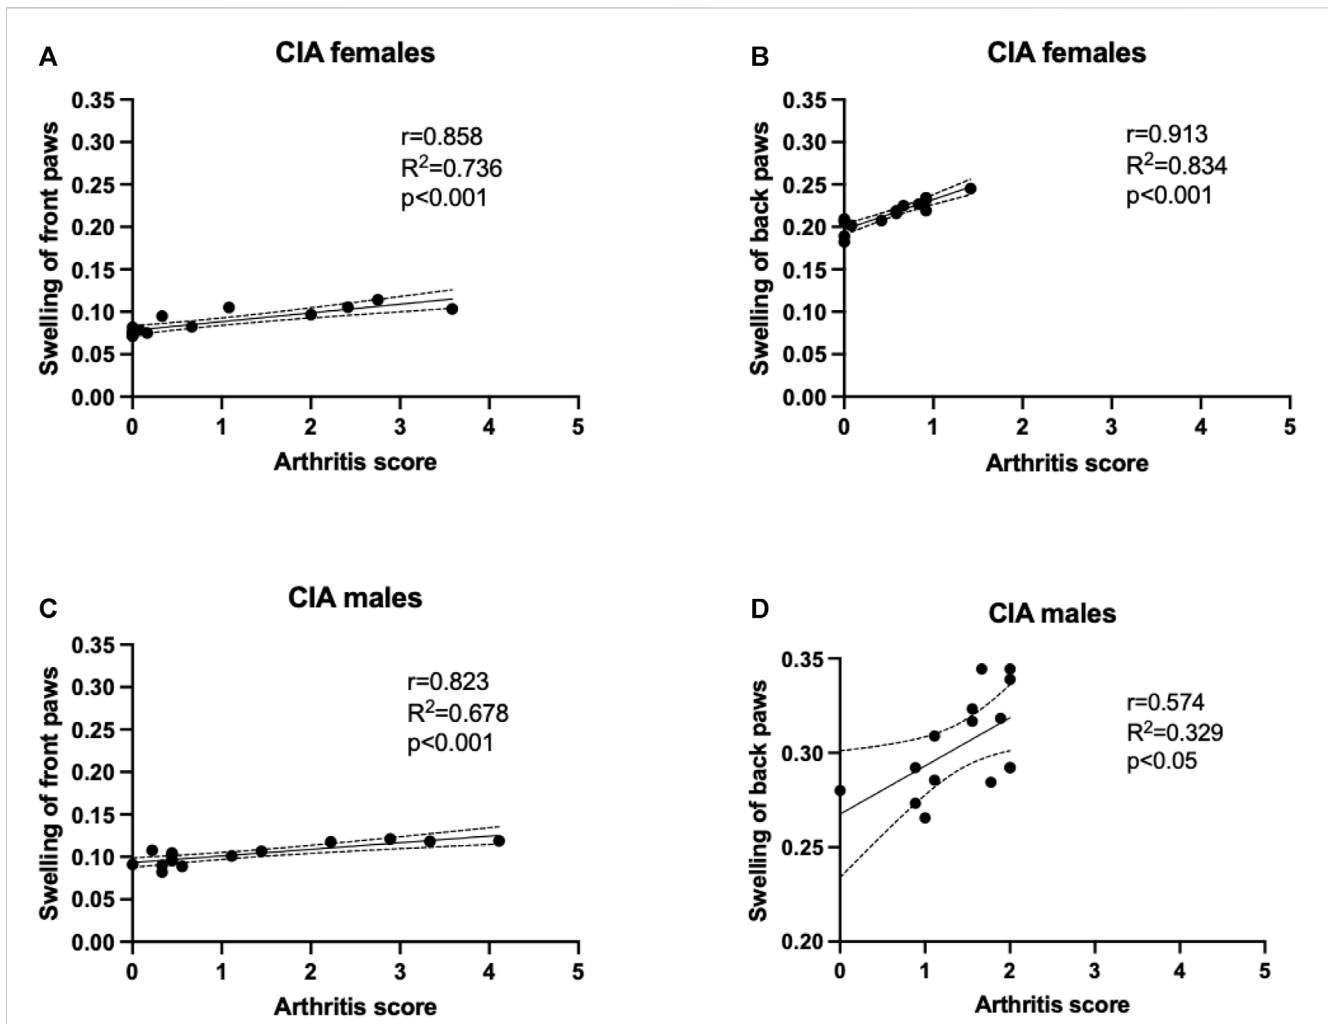 A
CIA females
0.35
0.30
0.25
0.20
0.15
0.10
0.05
0.00
Swelling of front paws
r=0.858
R²=0.736
p<0.001
0 1 2 3 4 5
Arthritis score
B
CIA females
0.35
0.30
0.25
0.20
0.15
0.10
0.05
0.00
Swelling of back paws
r=0.913
R²=0.834
p<0.001
0 1 2 3 4 5
Arthritis score
C
CIA males
0.35
0.30
0.25
0.20
0.15
0.10
0.05
0.00
Swelling of front paws
r=0.823
R²=0.678
p<0.001
0 1 2 3 4 5
Arthritis score
D
CIA males
0.35
0.30
0.25
0.20
Swelling of back paws
r=0.574
R²=0.329
p<0.05
0 1 2 3 4 5
Arthritis score